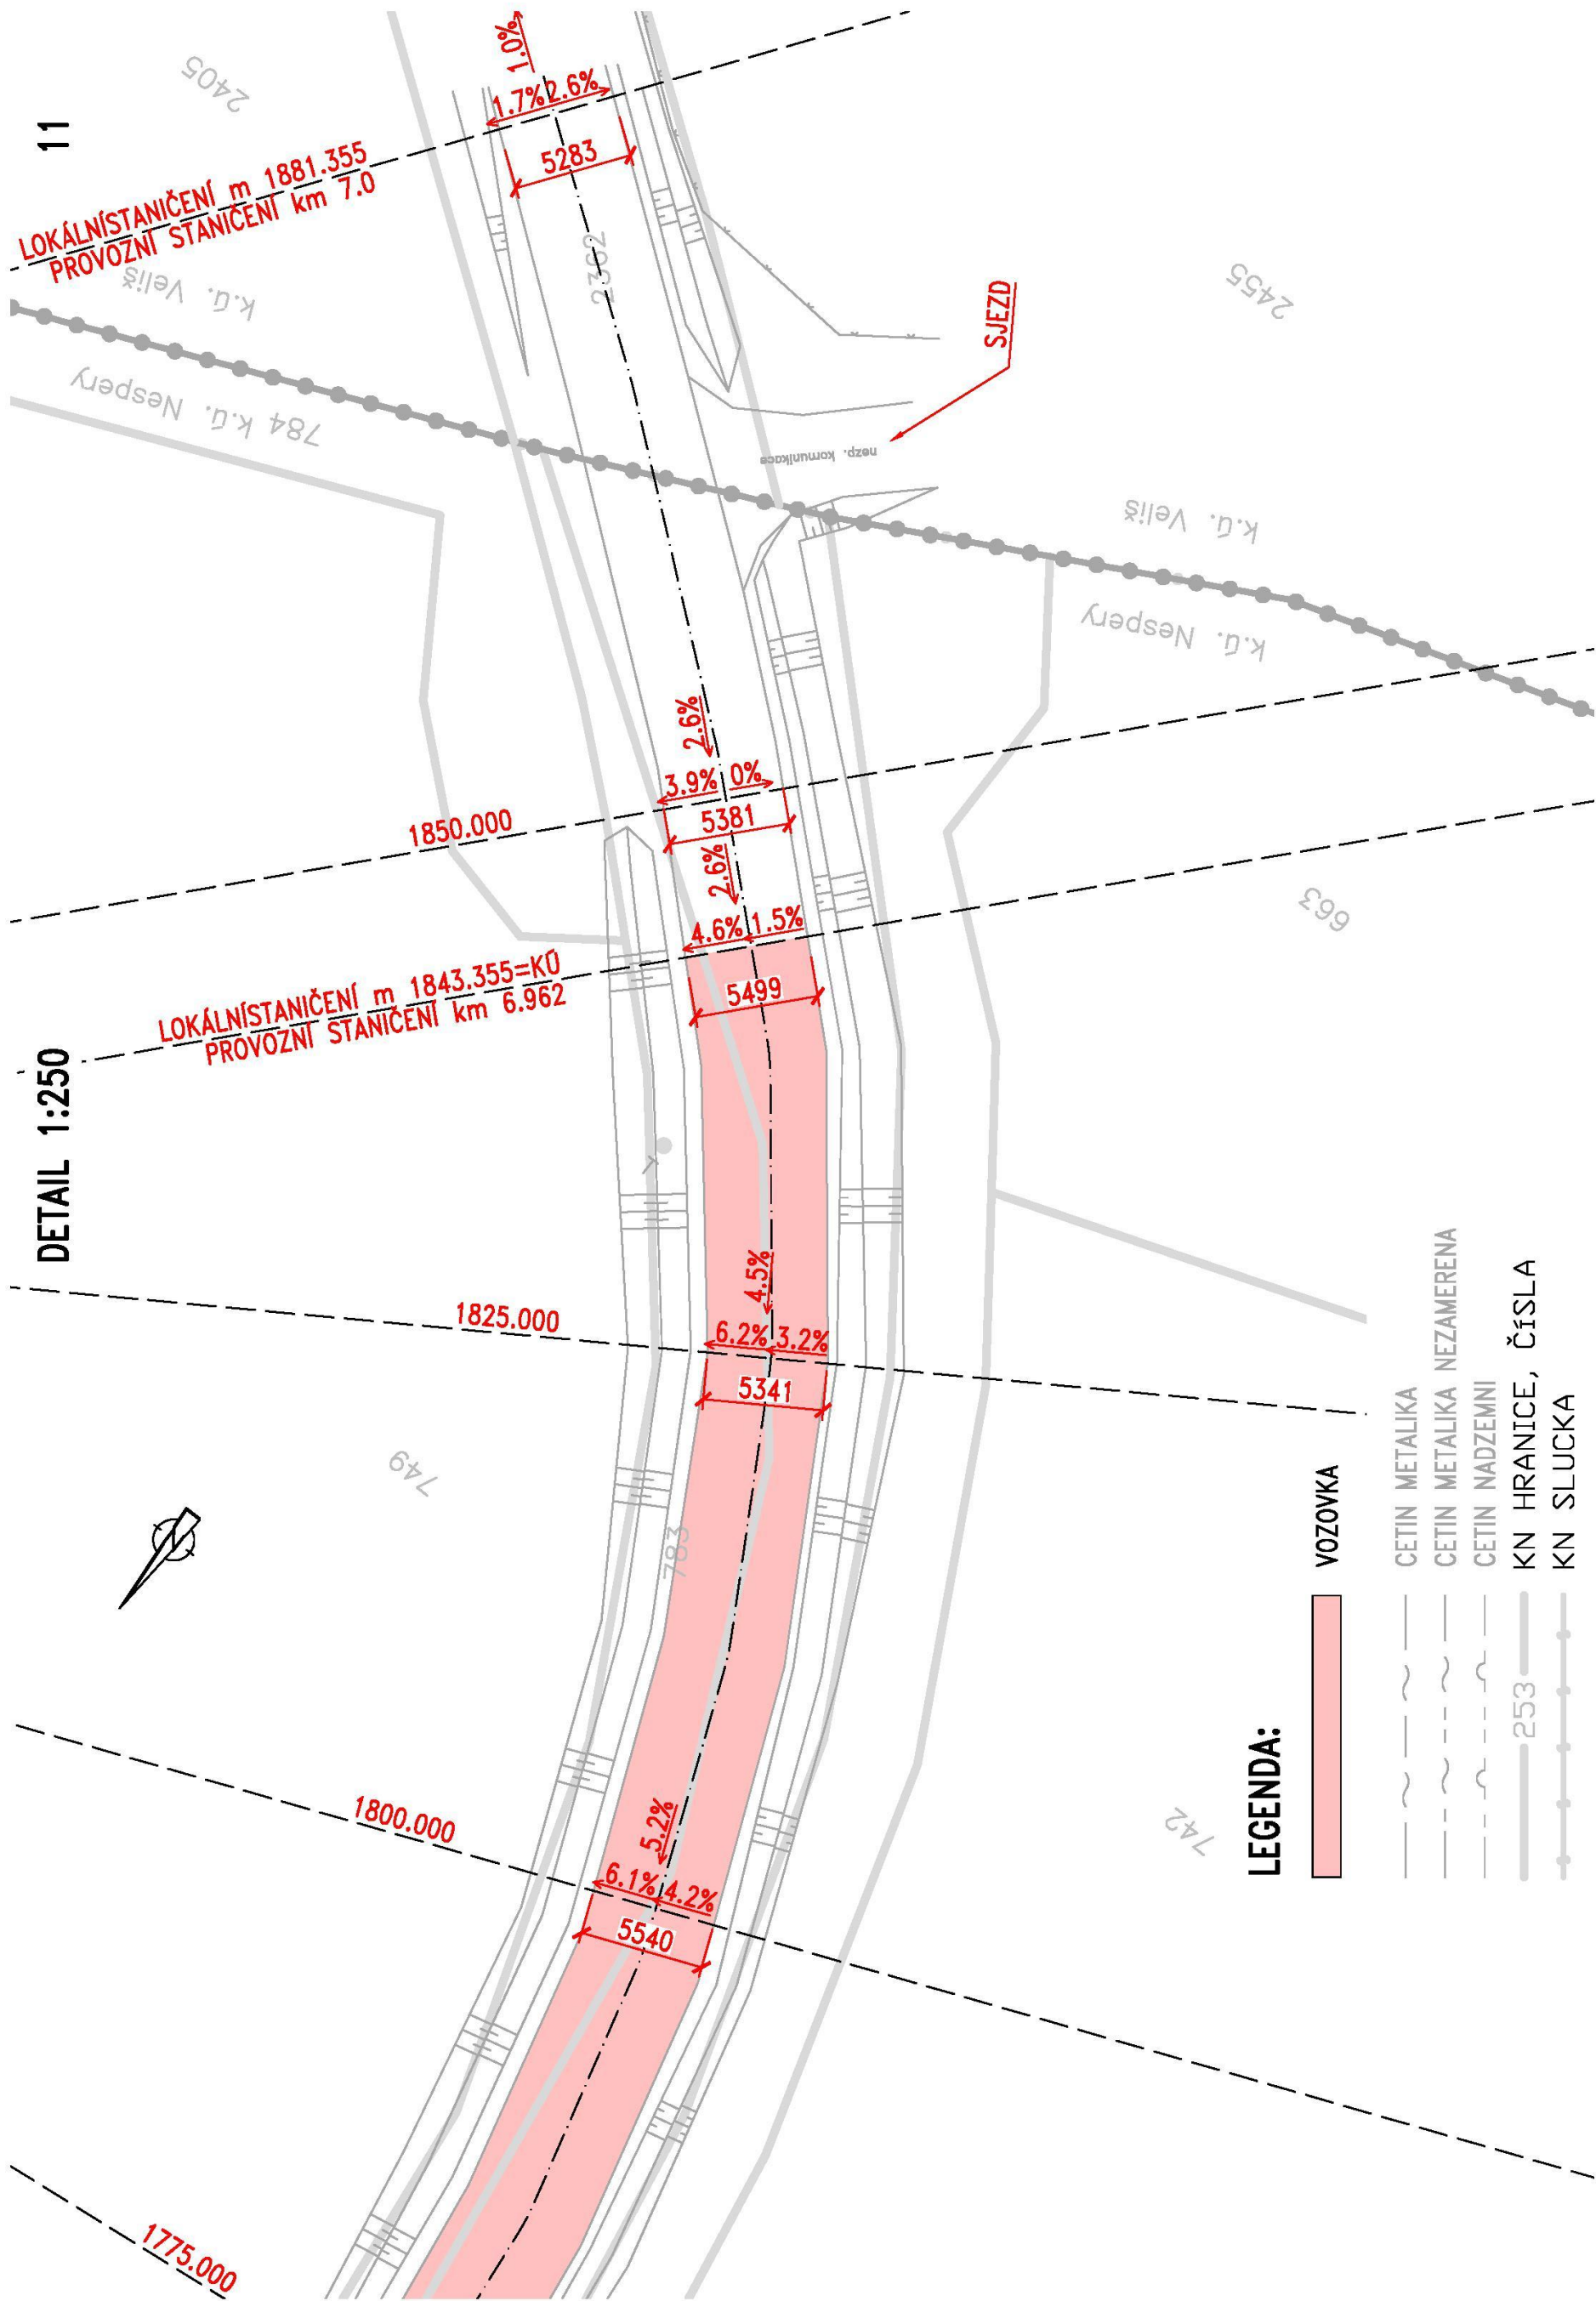 11
2405
1.0%
1.7% 2.6%
5283
LOKÁLNÍSTANIČENÍ m 1881.355
PROVOZNÍ STANIČENÍ km 7.0
k.ú. Veliš
784 k.ú. Nespery
2362
2455
SJEZD
nezp. komunikace
k.ú. Veliš
k.ú. Nespery
2.6%
3.9% 0%
1850.000
5381
2.6%
4.6% 1.5%
663
LOKÁLNÍSTANIČENÍ m 1843.355=KÚ
PROVOZNÍ STANIČENÍ km 6.962
5499
DETAIL 1:250
4.5%
1825.000
6.2% 3.2%
5341
749
N
783
1800.000
5.2%
6.1% 4.2%
5540
742
1775.000
LEGENDA:
VOZOVKA
CETIN METALIKA
CETIN METALIKA NEZAMERENA
CETIN NADZEMNI
253 KN HRANICE, ČÍSLA
KN SLUCKA